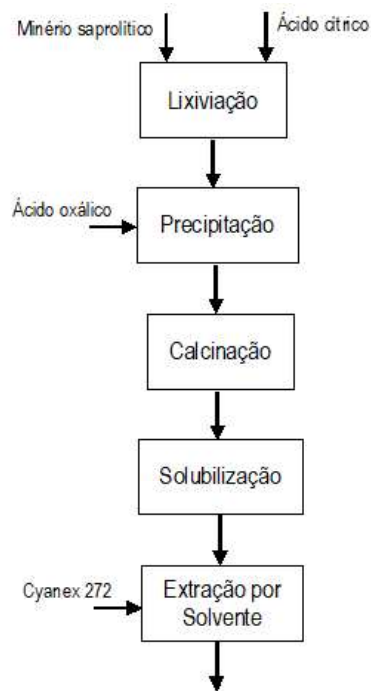 Minério saprolítico
Ácido cítrico
Lixiviação
Ácido oxálico
Precipitação
Calcinação
Solubilização
Cyanex 272
Extração por
Solvente